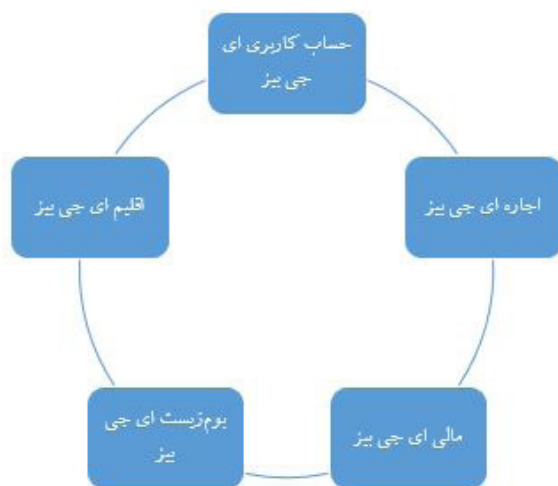 حساب کاربری ای
جی بیز
اجاره ای جی بیز
مالی ای جی بیز
بوم‌زیست ای جی
بیز
اقلیم ای جی بیز